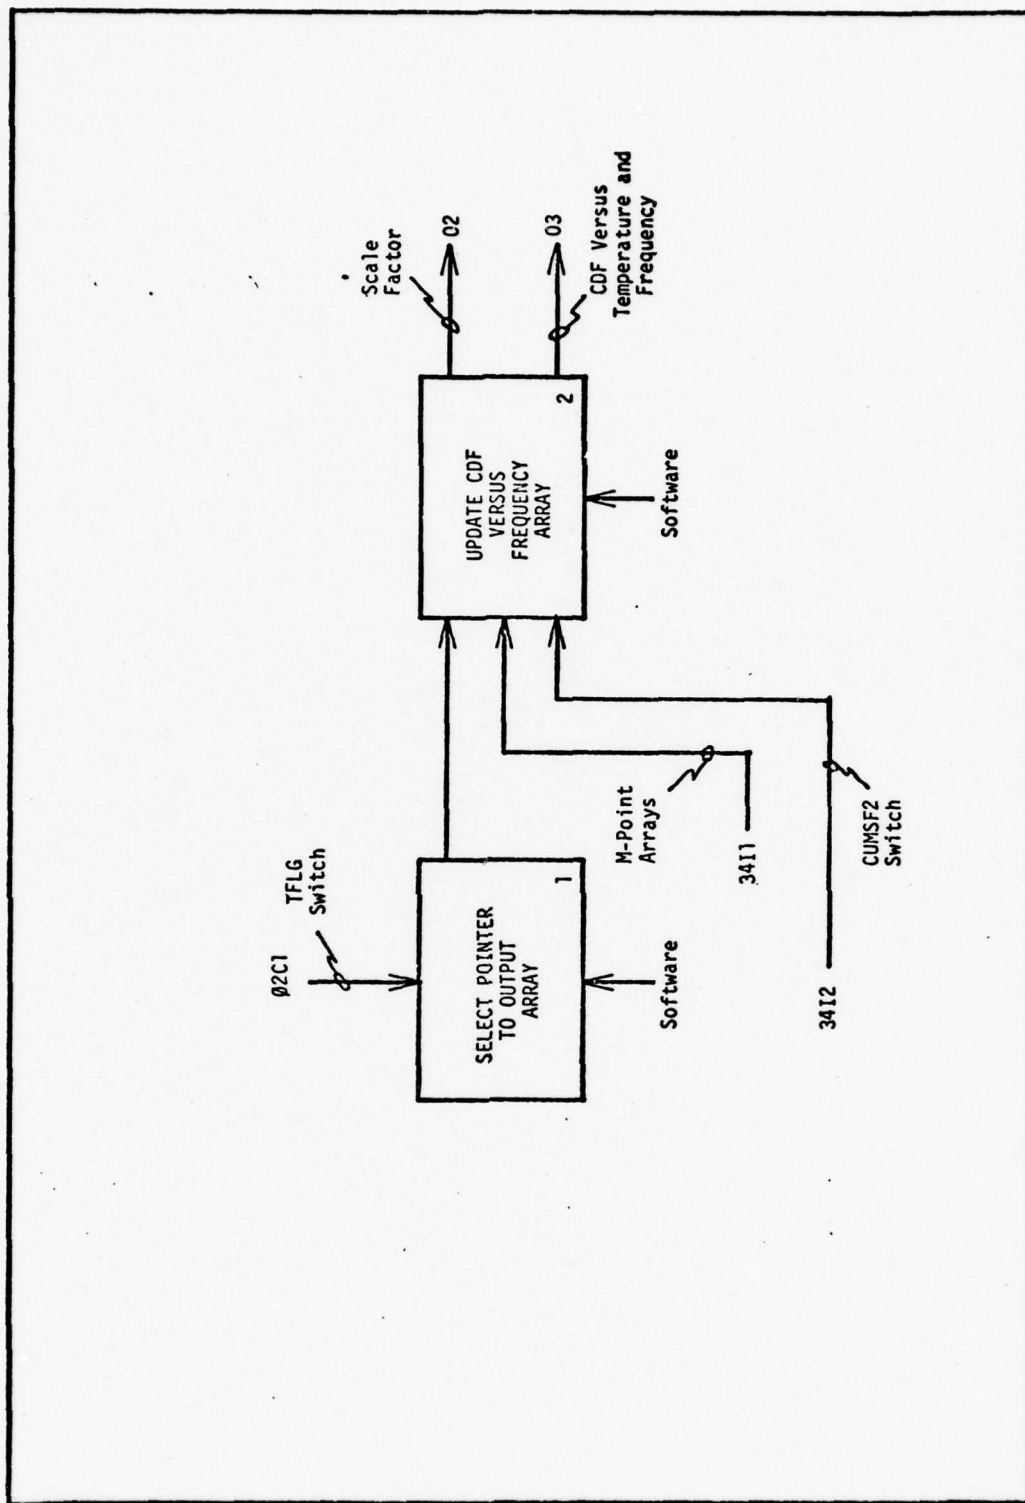 Ø2C1
TFLG
Switch
SELECT POINTER
TO OUTPUT
ARRAY
1
Software
3412
M-Point
Arrays
34I1
CUMSF2
Switch
UPDATE CDF
VERSUS
FREQUENCY
ARRAY
2
Software
Scale
Factor
O2
O3
CDF Versus
Temperature and
Frequency